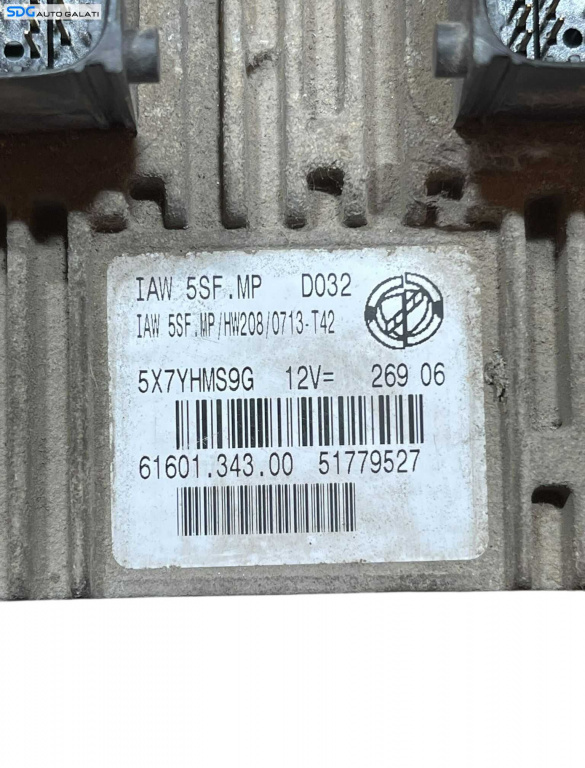 SDG AUTO GALATI
IAW 5SF.MP D032
IAW 5SF.MP/HW208/0713-T42
5X7YHMS9G 12V= 269 06
61601.343.00 51779527